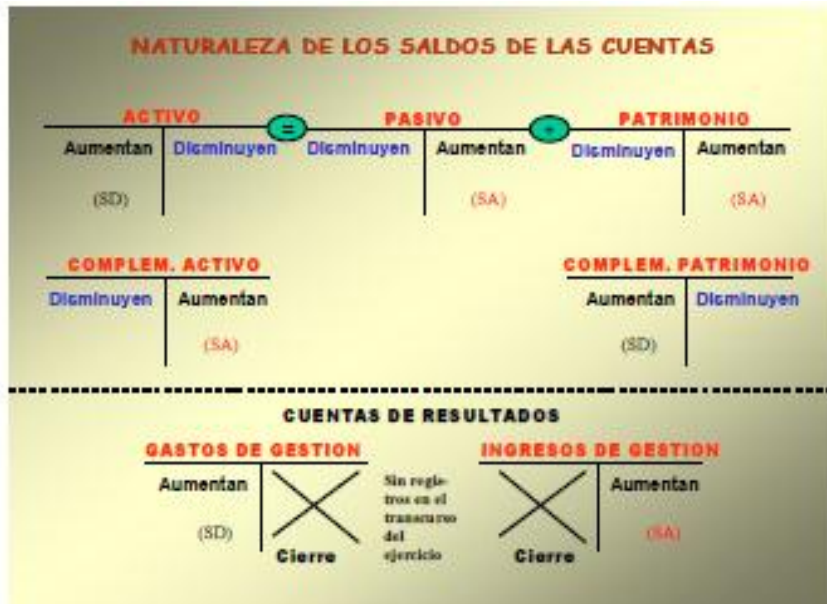 NATURALEZA DE LOS SALDOS DE LAS CUENTAS
ACTIVO = PASIVO + PATRIMONIO
Aumentan Disminuyen Disminuyen Aumentan Disminuyen Aumentan
(SD) (SA) (SA)
COMPLEM. ACTIVO COMPLEM. PATRIMONIO
Disminuyen Aumentan Aumentan Disminuyen
(SA) (SD)
CUENTAS DE RESULTADOS
GASTOS DE GESTION INGRESOS DE GESTION
Aumentan Aumentan
Sin regis-
tros en el
transcurso
del
ejercicio
(SD) (SA)
Cierre Cierre